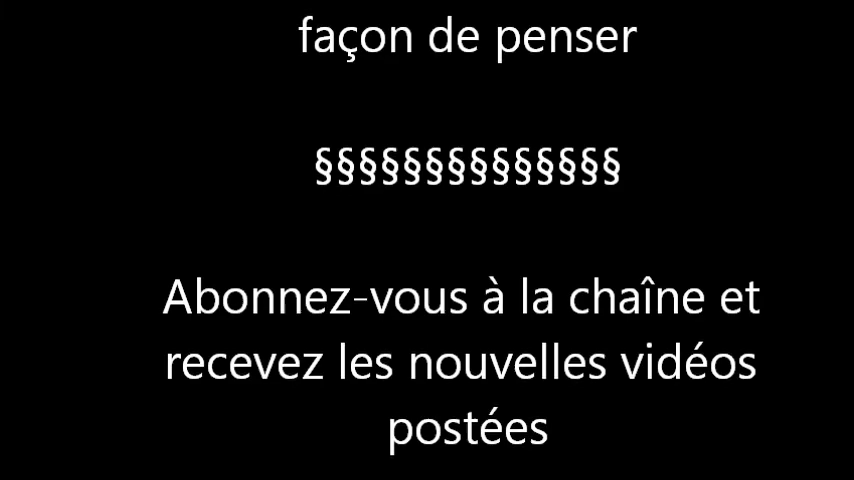 façon de penser
§§§§§§§§§§§§§§
Abonnez-vous à la chaîne et
recevez les nouvelles vidéos
postées